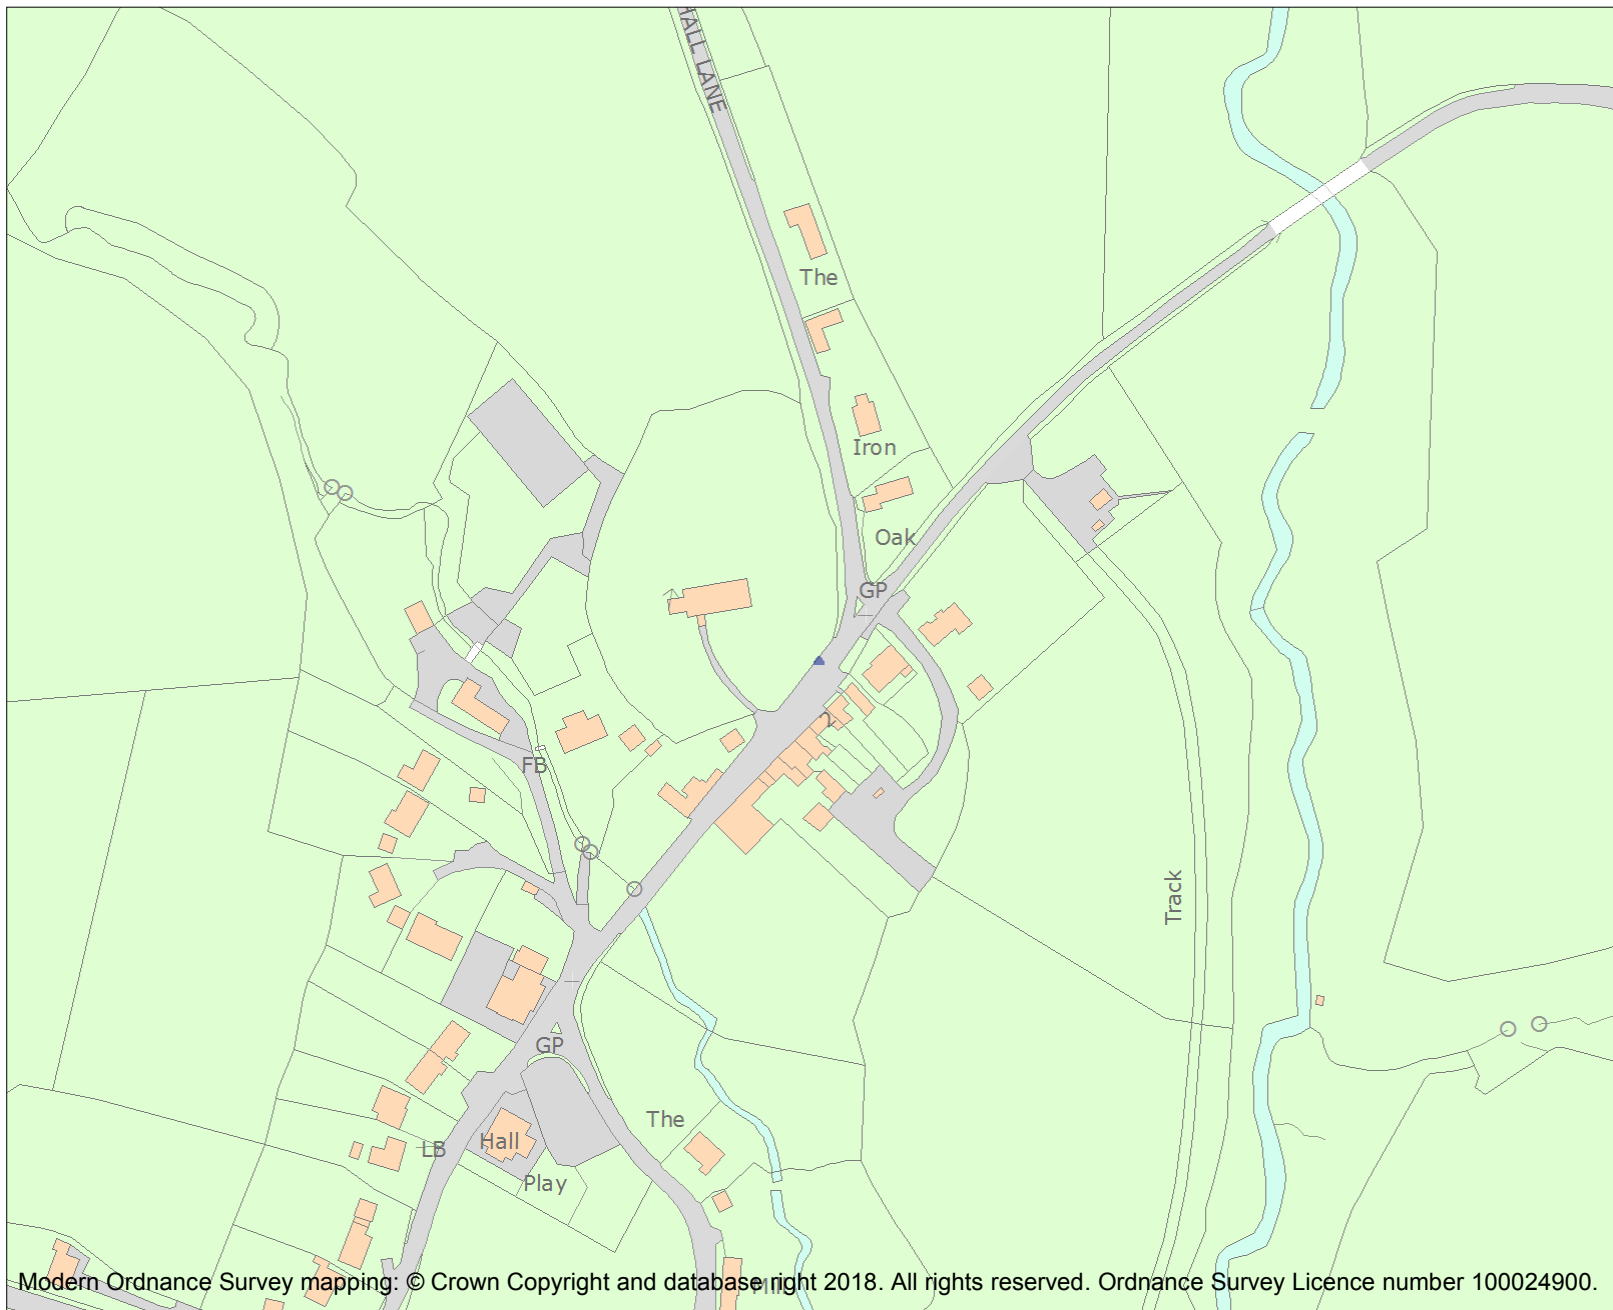 HALL LANE
The
Iron
Oak
GP
2
FB
Track
GP
The
LB
Hall
Play
Modern Ordnance Survey mapping: © Crown Copyright and database right 2018. All rights reserved. Ordnance Survey Licence number 100024900.